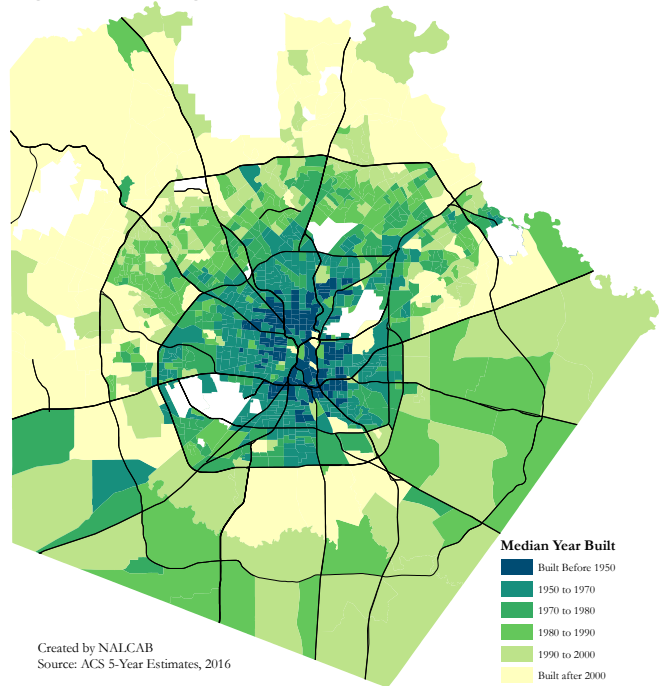 Median Year Built
Built Before 1950
1950 to 1970
1970 to 1980
1980 to 1990
1990 to 2000
Built after 2000
Created by NALCAB
Source: ACS 5-Year Estimates, 2016